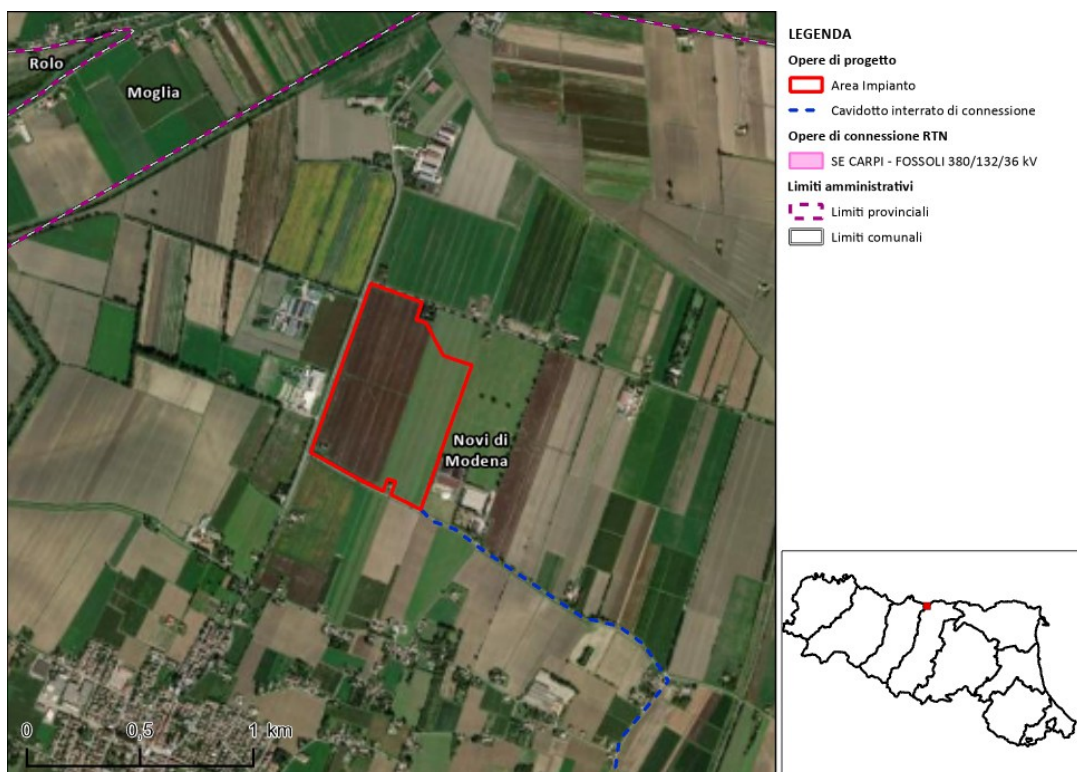 Rolo
Moglia
Novi di
Modena
0 0,5 1 km
LEGENDA
Opere di progetto
Area Impianto
Cavidotto interrato di connessione
Opere di connessione RTN
SE CARPI - FOSSOLI 380/132/36 kV
Limiti amministrativi
Limiti provinciali
Limiti comunali